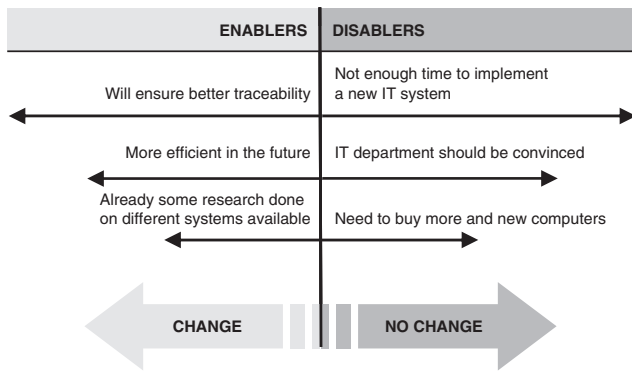 ENABLERS
DISABLERS
Will ensure better traceability
Not enough time to implement
a new IT system
More efficient in the future
IT department should be convinced
Already some research done
on different systems available
Need to buy more and new computers
CHANGE
NO CHANGE